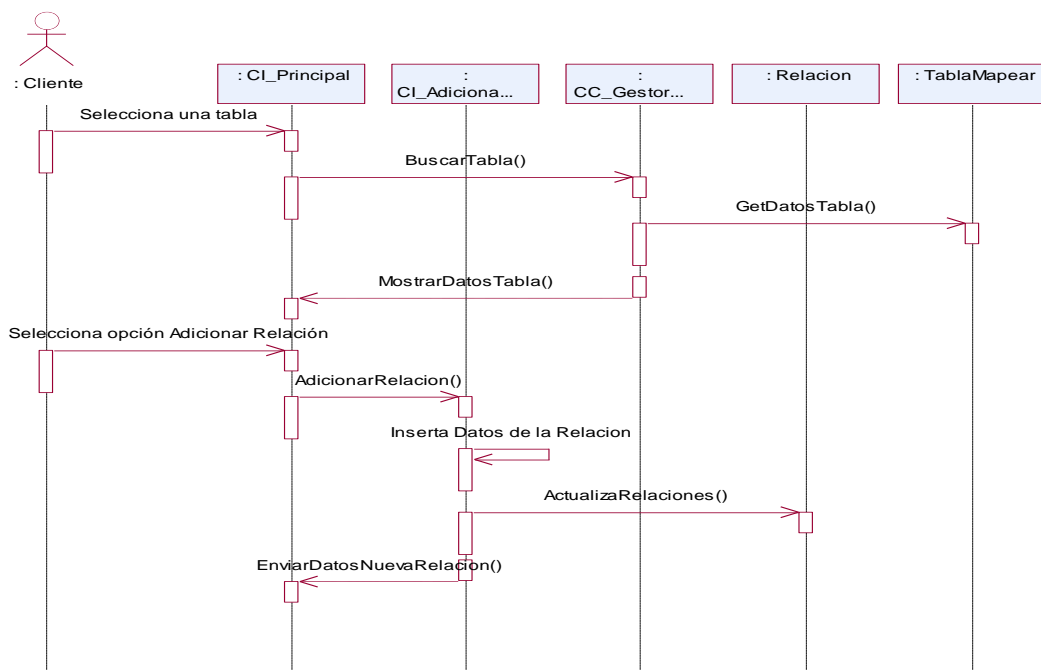 : Cliente
: CI_Principal
:
CI_Adiciona...
:
CC_Gestor...
: Relacion
: TablaMapear
Selecciona una tabla
BuscarTabla()
GetDatosTabla()
MostrarDatosTabla()
Selecciona opción Adicionar Relación
AdicionarRelacion()
Inserta Datos de la Relacion
ActualizaRelaciones()
EnviarDatosNuevaRelacion()